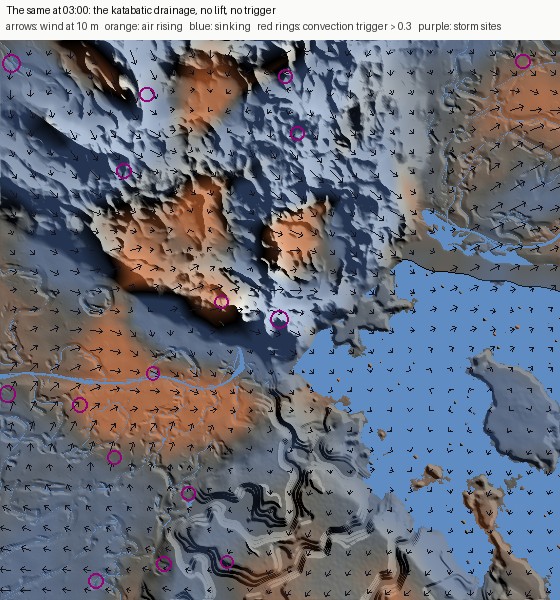 The same at 03:00: the katabatic drainage, no lift, no trigger
arrows: wind at 10 m  orange: air rising  blue: sinking  red rings: convection trigger > 0.3  purple: storm sites